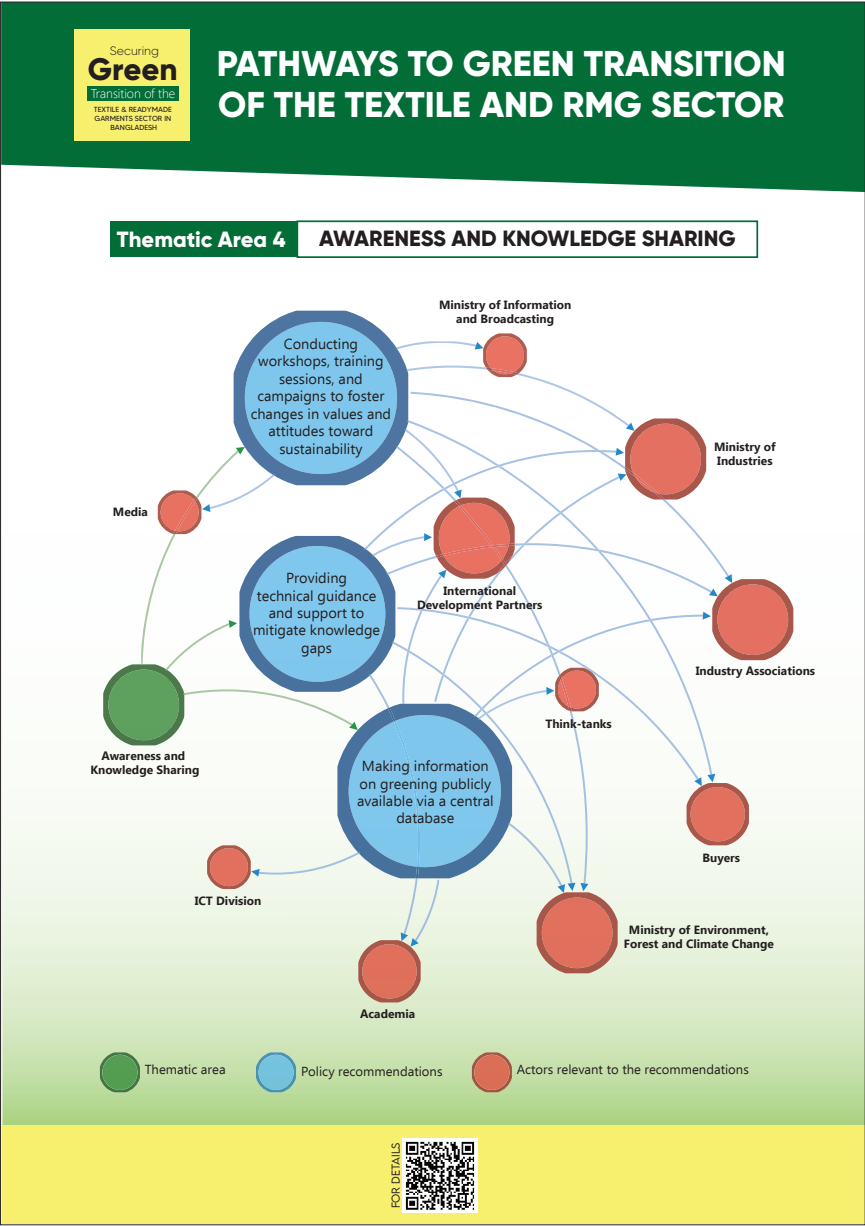 Securing
Green
Transition of the
TEXTILE & READYMADE
GARMENTS SECTOR IN
BANGLADESH
PATHWAYS TO GREEN TRANSITION
OF THE TEXTILE AND RMG SECTOR
Thematic Area 4
AWARENESS AND KNOWLEDGE SHARING
Ministry of Information
and Broadcasting
Conducting
workshops, training
sessions, and
campaigns to foster
changes in values and
attitudes toward
sustainability
Ministry of
Industries
Media
Providing
technical guidance
and support to
mitigate knowledge
gaps
International
Development Partners
Industry Associations
Think-tanks
Awareness and
Knowledge Sharing
Making information
on greening publicly
available via a central
database
Buyers
ICT Division
Ministry of Environment,
Forest and Climate Change
Academia
Thematic area
Policy recommendations
Actors relevant to the recommendations
FOR DETAILS